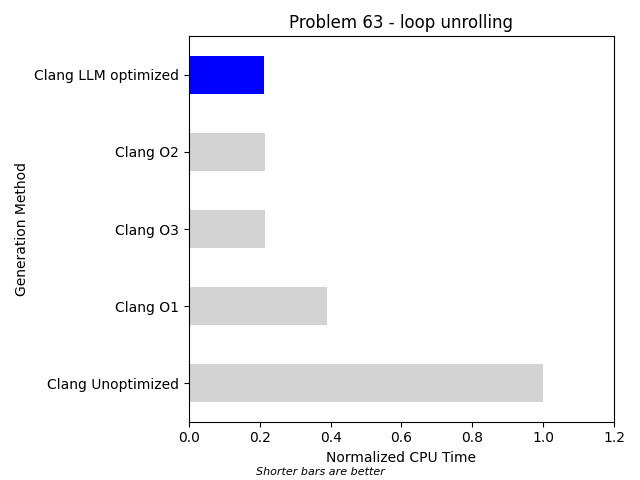 Problem 63 - loop unrolling
Clang LLM optimized
Clang O2
Clang O3
Clang O1
Clang Unoptimized
Generation Method
0.0 0.2 0.4 0.6 0.8 1.0 1.2
Normalized CPU Time
Shorter bars are better